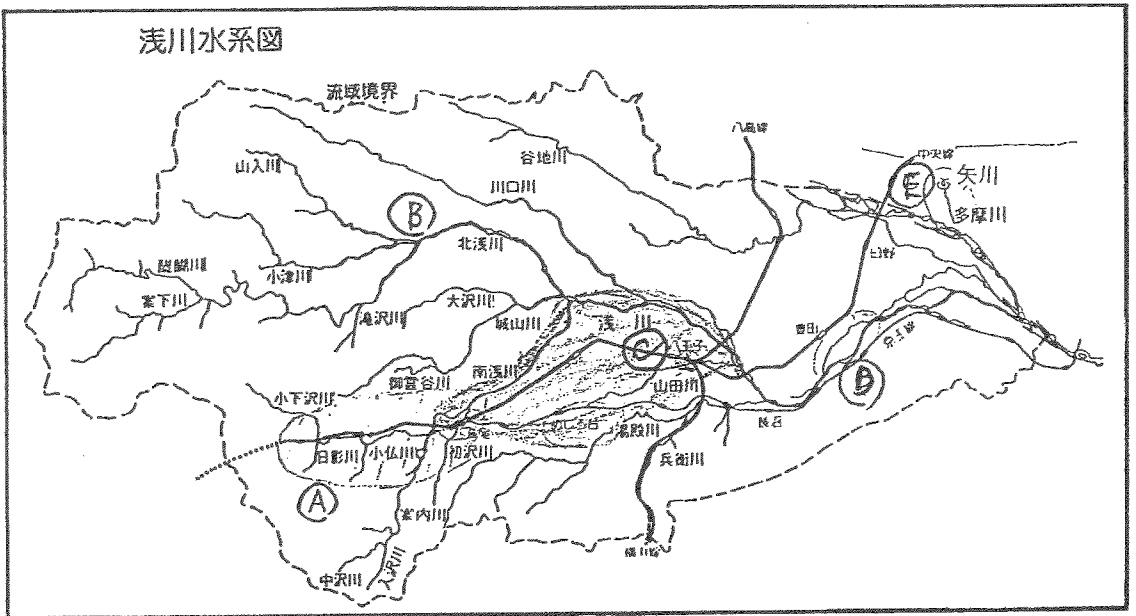 浅川水系図
流域境界
八高線
谷地川
中央線
E
矢川
山入川
川口川
多摩川
B
北浅川
日野
醍醐川
小津川
案下川
大沢川
滝沢川
城山川
浅川
豊田
C
八王子
京王線
南浅川
御霊谷川
山田川
B
小下沢川
めじろ台
長沼
湯殿川
日影川
小仏川
初沢川
兵衛川
A
案内川
横浜線
中沢川
入沢川